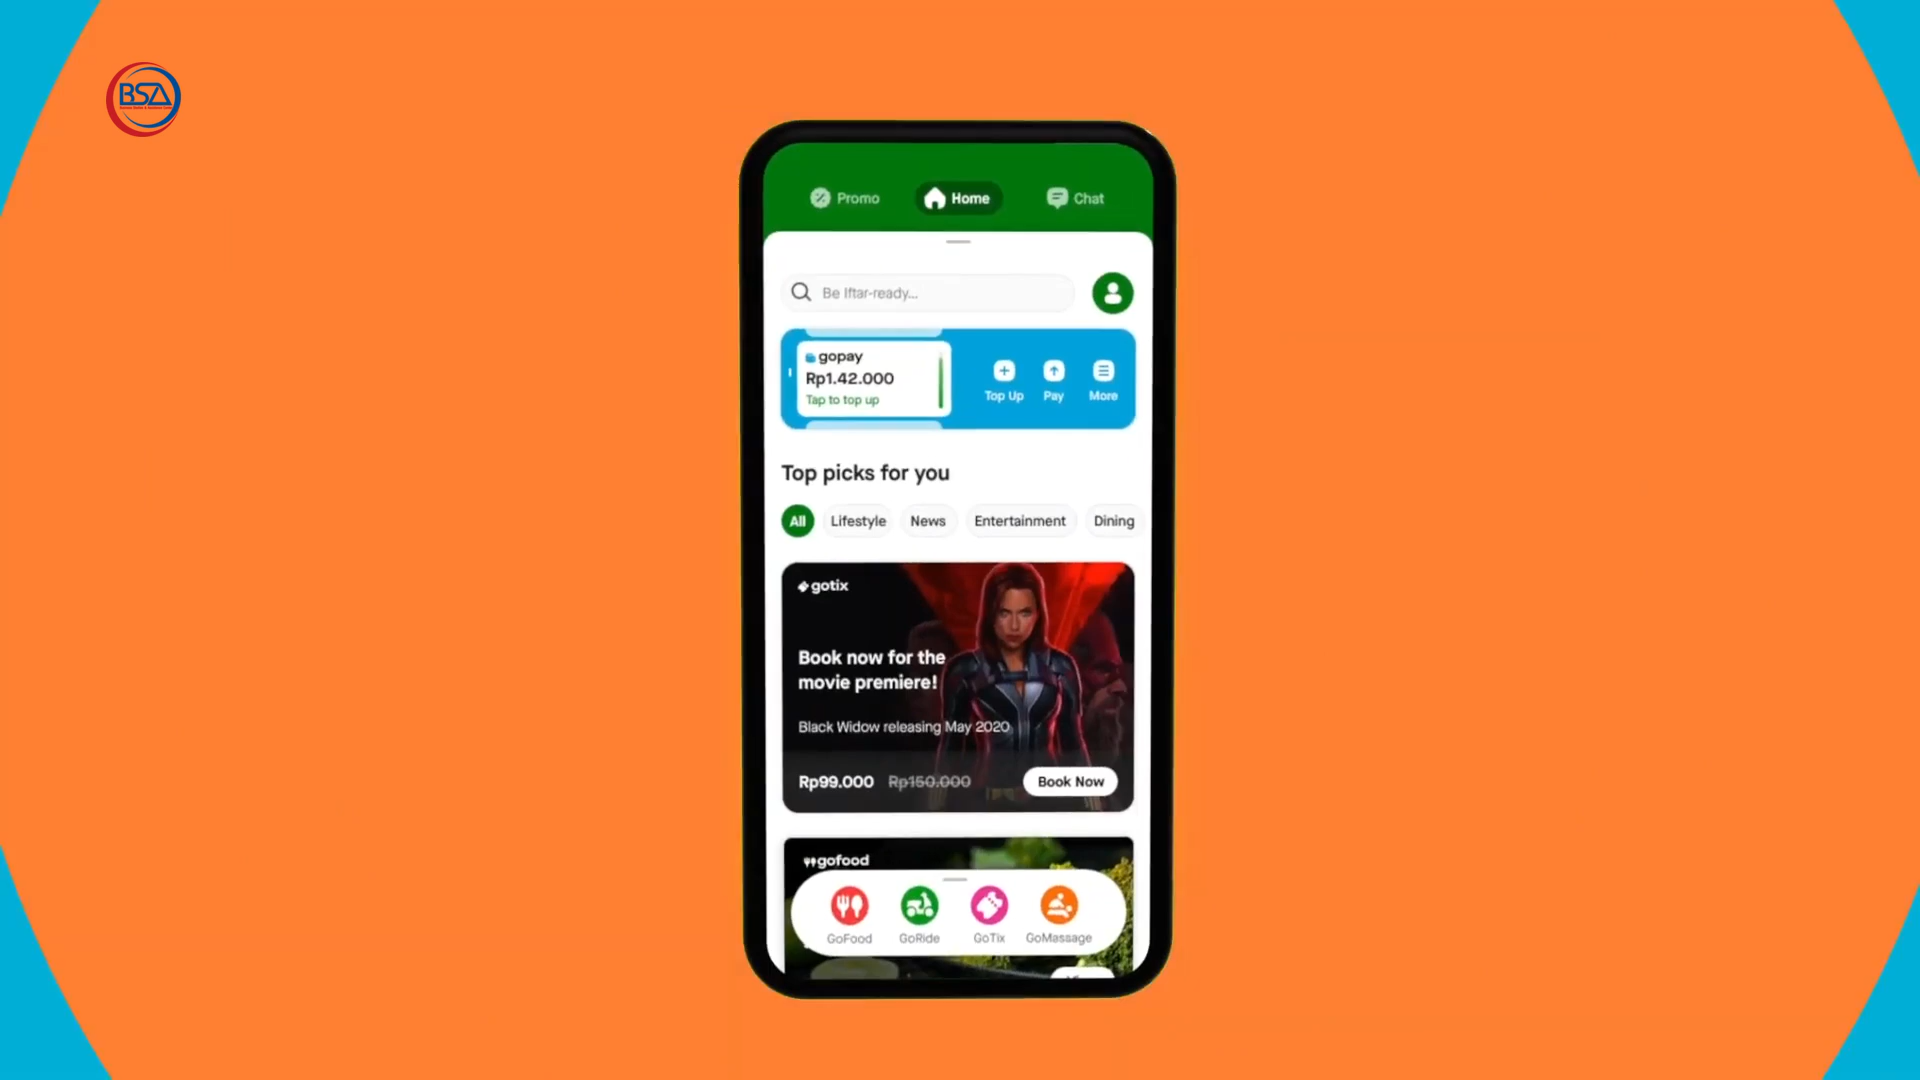 BSA
Promo
Home
Chat
Be Iftar-ready...
gopay
Rp1.42.000
Tap to top up
Top Up
Pay
More
Top picks for you
All
Lifestyle
News
Entertainment
Dining
gotix
Book now for the
movie premiere!
Black Widow releasing May 2020
Rp99.000 Rp150.000
Book Now
gofood
GoFood
GoRide
GoTix
GoMassage